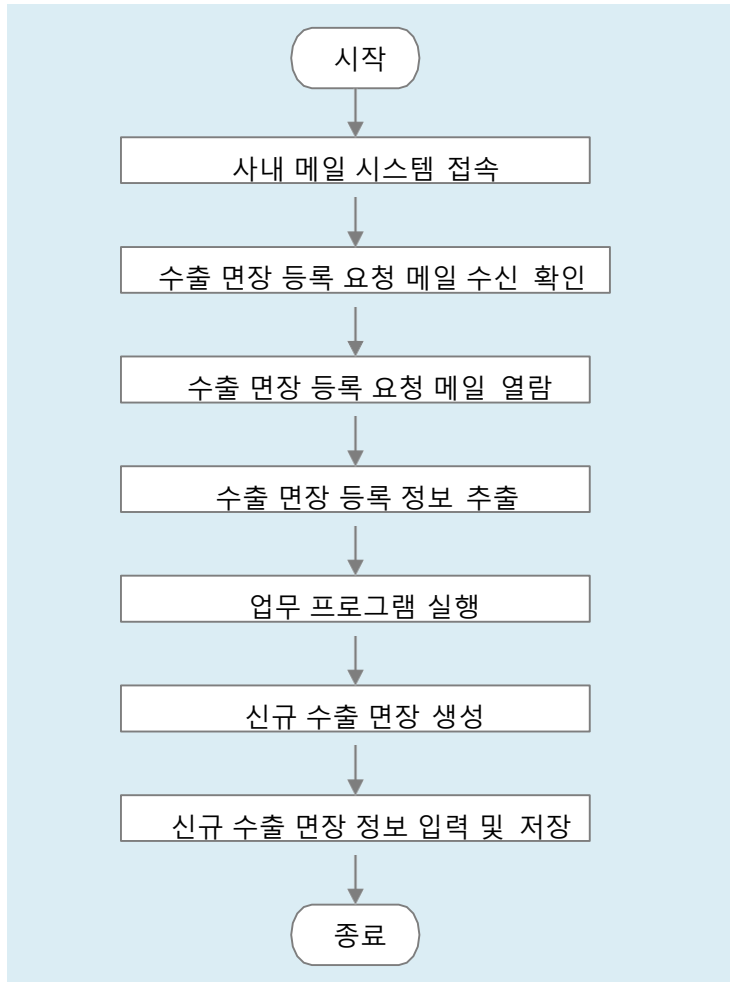 시작
사내 메일 시스템 접속
수출 면장 등록 요청 메일 수신 확인
수출 면장 등록 요청 메일 열람
수출 면장 등록 정보 추출
업무 프로그램 실행
신규 수출 면장 생성
신규 수출 면장 정보 입력 및 저장
종료